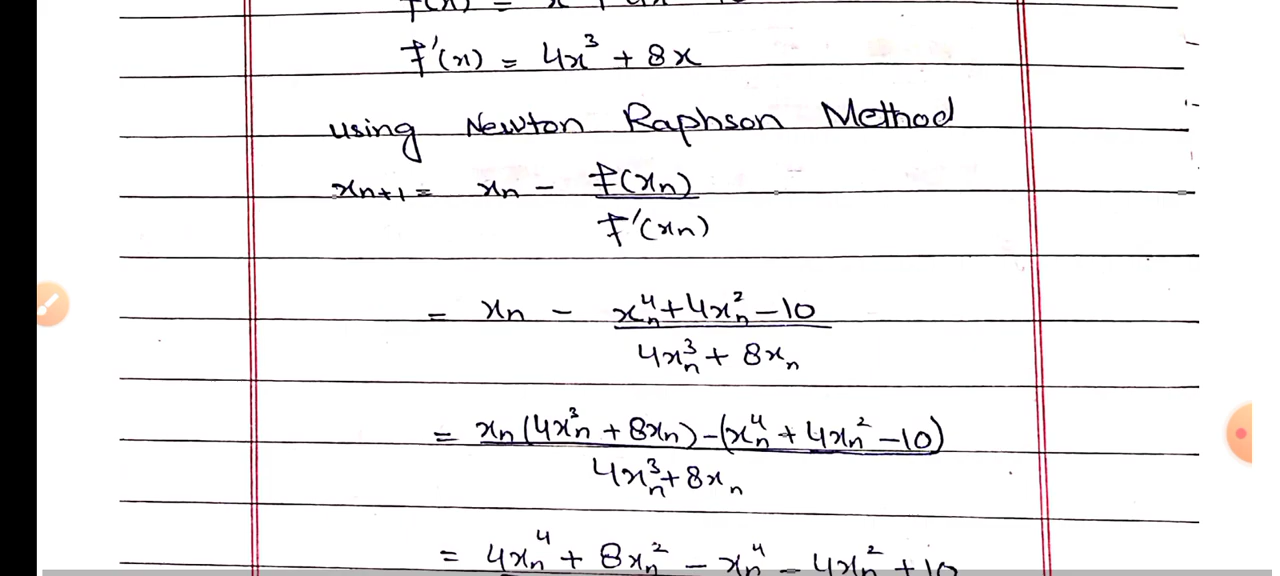 f'(x) = 4x³ + 8x
using Newton Raphson Method
xₙ₊₁ = xₙ - f(xₙ)
f'(xₙ)
= xₙ - xₙ⁴ + 4xₙ² - 10
4xₙ³ + 8xₙ
= xₙ(4xₙ³ + 8xₙ) - (xₙ⁴ + 4xₙ² - 10)
4xₙ³ + 8xₙ
= 4xₙ⁴ + 8xₙ² - xₙ⁴ - 4xₙ² + 10